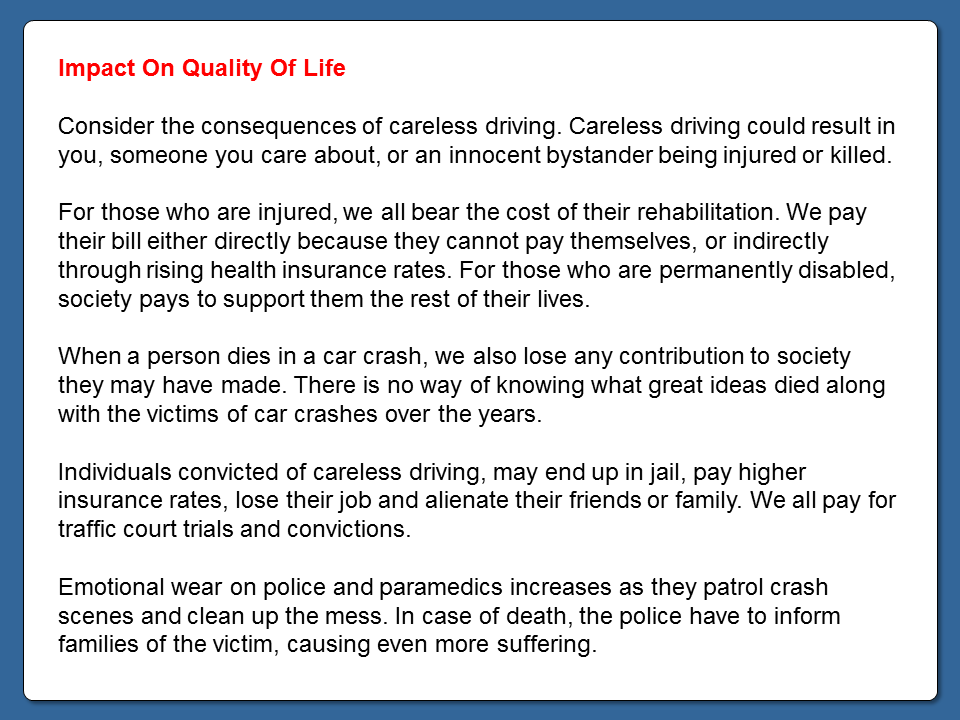 Impact On Quality Of Life
Consider the consequences of careless driving. Careless driving could result in
you, someone you care about, or an innocent bystander being injured or killed.
For those who are injured, we all bear the cost of their rehabilitation. We pay
their bill either directly because they cannot pay themselves, or indirectly
through rising health insurance rates. For those who are permanently disabled,
society pays to support them the rest of their lives.
When a person dies in a car crash, we also lose any contribution to society
they may have made. There is no way of knowing what great ideas died along
with the victims of car crashes over the years.
Individuals convicted of careless driving, may end up in jail, pay higher
insurance rates, lose their job and alienate their friends or family. We all pay for
traffic court trials and convictions.
Emotional wear on police and paramedics increases as they patrol crash
scenes and clean up the mess. In case of death, the police have to inform
families of the victim, causing even more suffering.